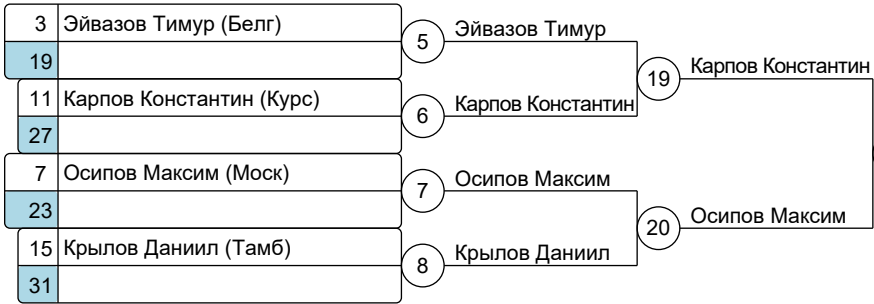 3 Эйвазов Тимур (Белг)
19
5 Эйвазов Тимур
11 Карпов Константин (Курс)
27
6 Карпов Константин
19 Карпов Константин
7 Осипов Максим (Моск)
23
7 Осипов Максим
15 Крылов Даниил (Тамб)
31
8 Крылов Даниил
20 Осипов Максим